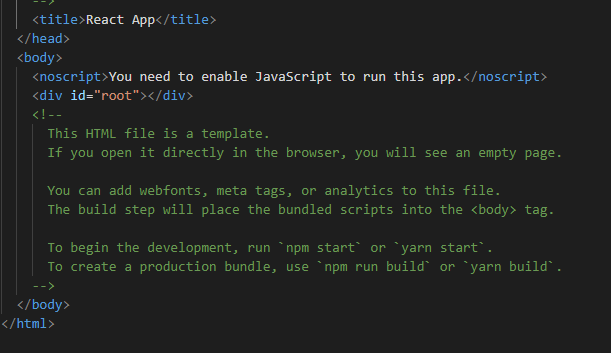 -->
<title>React App</title>
</head>
<body>
<noscript>You need to enable JavaScript to run this app.</noscript>
<div id="root"></div>
<!--
This HTML file is a template.
If you open it directly in the browser, you will see an empty page.
You can add webfonts, meta tags, or analytics to this file.
The build step will place the bundled scripts into the <body> tag.
To begin the development, run `npm start` or `yarn start`.
To create a production bundle, use `npm run build` or `yarn build`.
-->
</body>
</html>